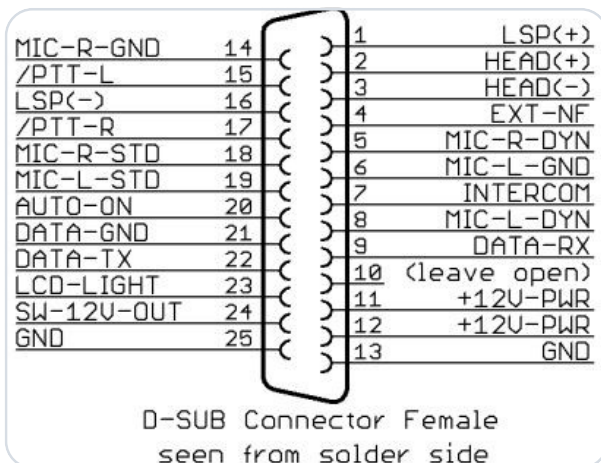 MIC-R-GND 14
/PTT-L 15
LSP(-) 16
/PTT-R 17
MIC-R-STD 18
MIC-L-STD 19
AUTO-ON 20
DATA-GND 21
DATA-TX 22
LCD-LIGHT 23
SW-12V-OUT 24
GND 25
1 LSP(+)
2 HEAD(+)
3 HEAD(-)
4 EXT-NF
5 MIC-R-DYN
6 MIC-L-GND
7 INTERCOM
8 MIC-L-DYN
9 DATA-RX
10 (leave open)
11 +12V-PWR
12 +12V-PWR
13 GND
D-SUB Connector Female
seen from solder side